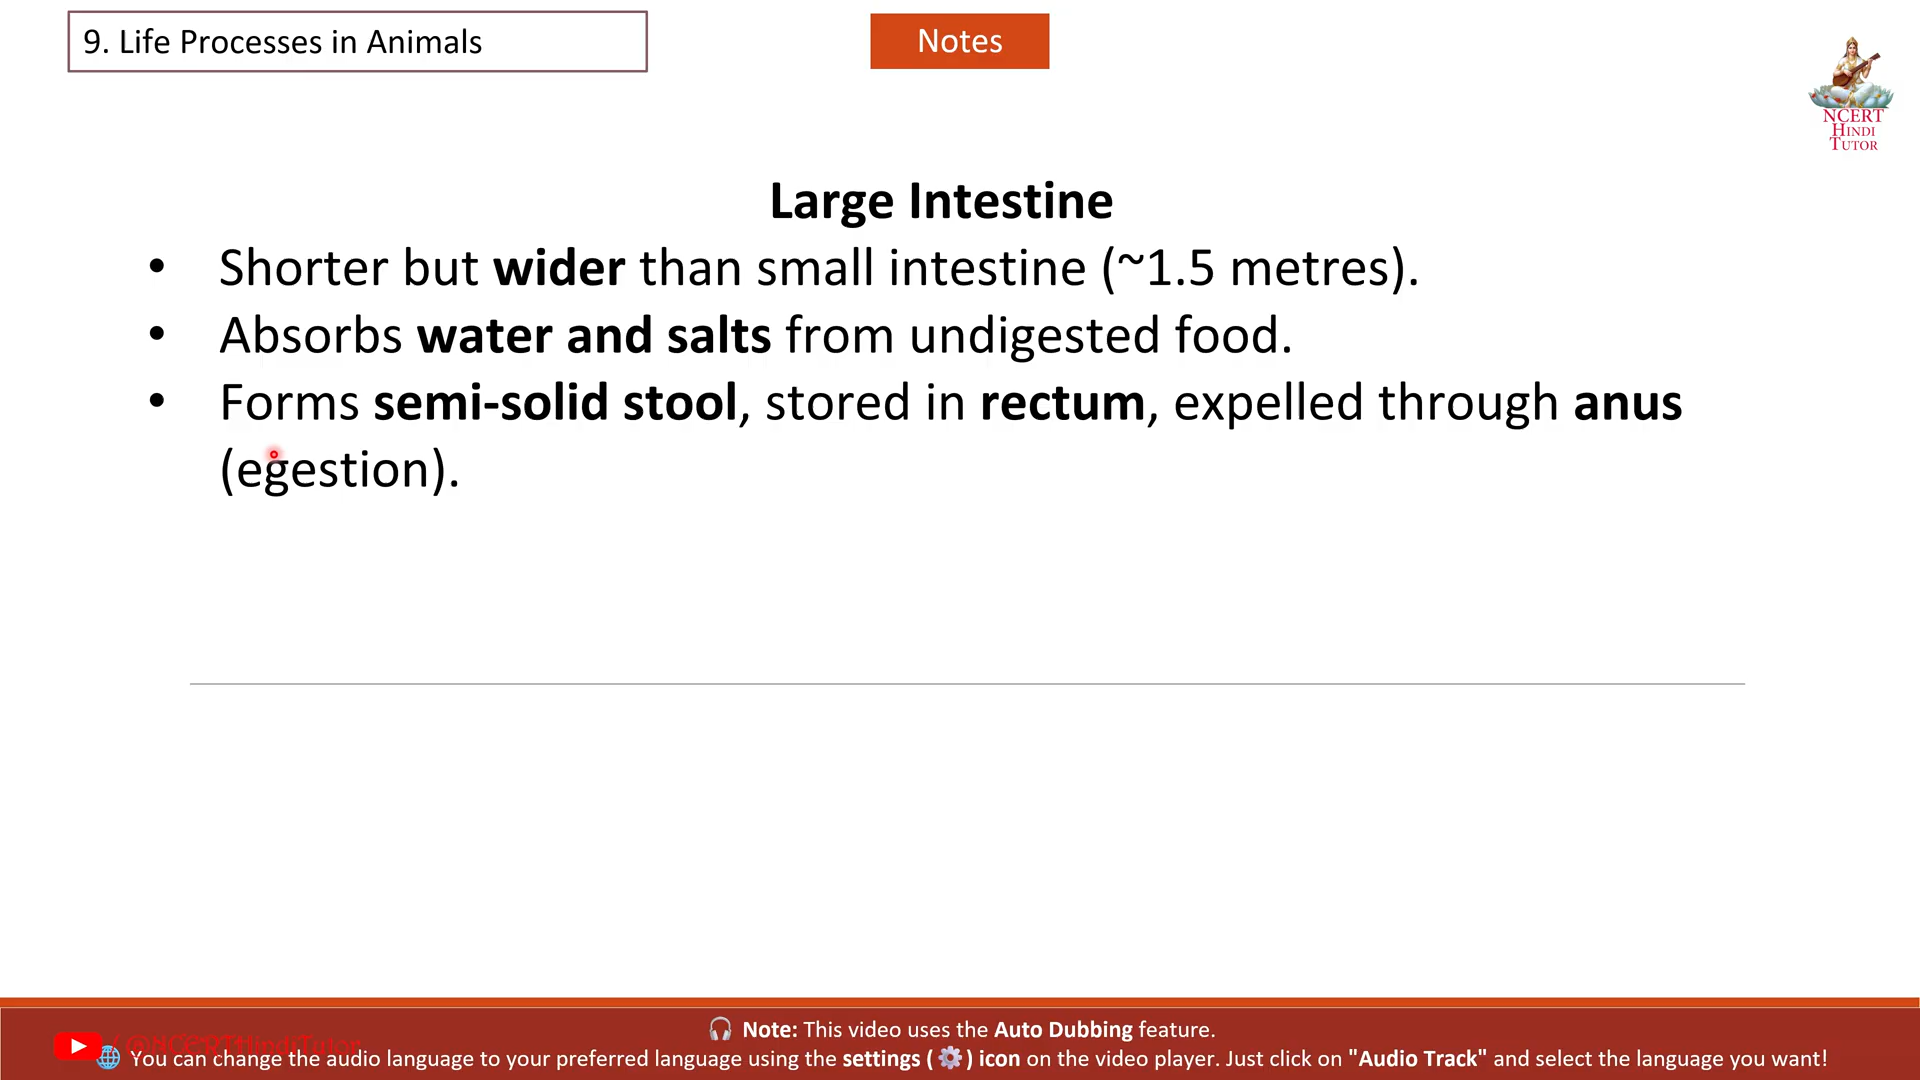 9. Life Processes in Animals
Notes
NCERT
HINDI
TUTOR
Large Intestine
• Shorter but wider than small intestine (~1.5 metres).
• Absorbs water and salts from undigested food.
• Forms semi-solid stool, stored in rectum, expelled through anus
(egestion).
🎧 Note: This video uses the Auto Dubbing feature.
/@NCERTHindiTutor
🌐 You can change the audio language to your preferred language using the settings (⚙️) icon on the video player. Just click on "Audio Track" and select the language you want!